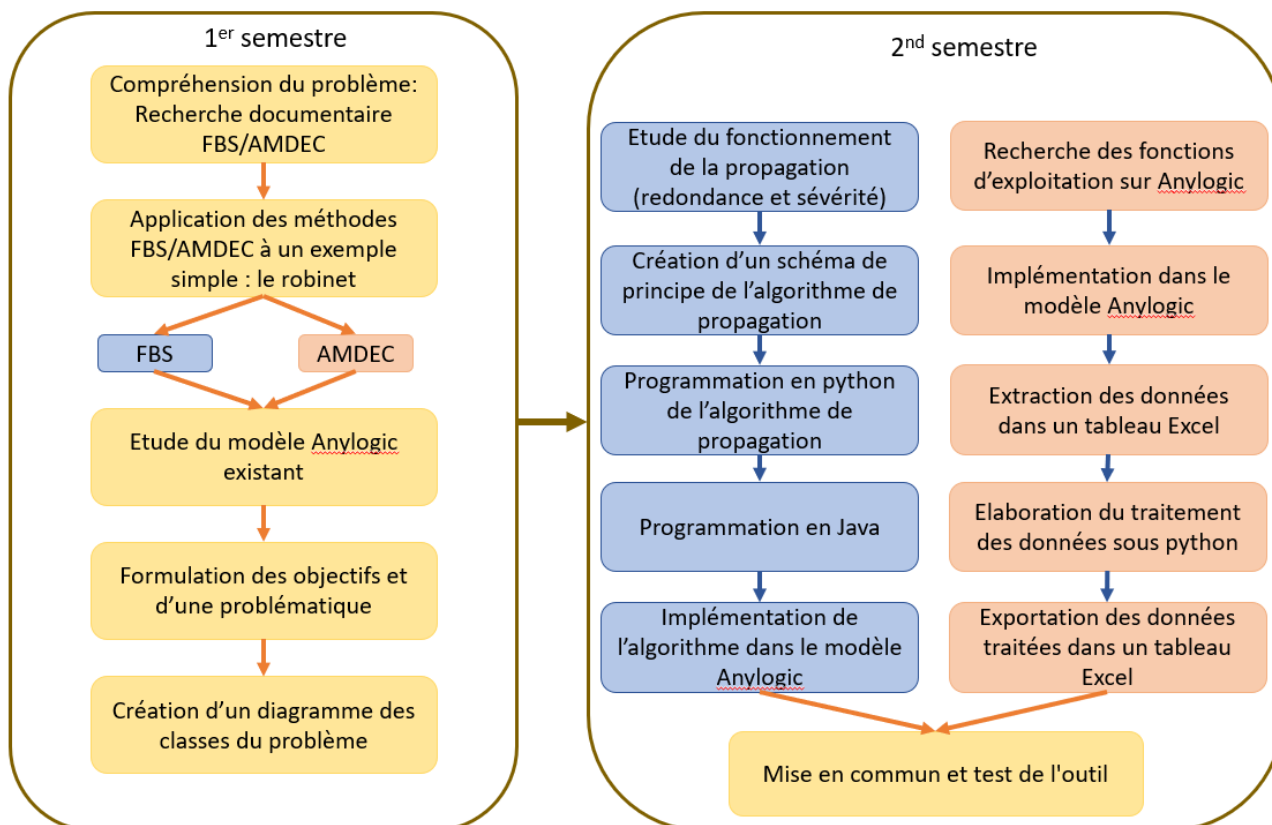 1er semestre
Compréhension du problème:
Recherche documentaire
FBS/AMDEC
Application des méthodes
FBS/AMDEC à un exemple
simple : le robinet
FBS
AMDEC
Etude du modèle Anylogic
existant
Formulation des objectifs et
d'une problématique
Création d'un diagramme des
classes du problème
2nd semestre
Etude du fonctionnement
de la propagation
(redondance et sévérité)
Création d'un schéma de
principe de l'algorithme de
propagation
Programmation en python
de l'algorithme de
propagation
Programmation en Java
Implémentation de
l'algorithme dans le modèle
Anylogic
Recherche des fonctions
d'exploitation sur Anylogic
Implémentation dans le
modèle Anylogic
Extraction des données
dans un tableau Excel
Elaboration du traitement
des données sous python
Exportation des données
traitées dans un tableau
Excel
Mise en commun et test de l'outil